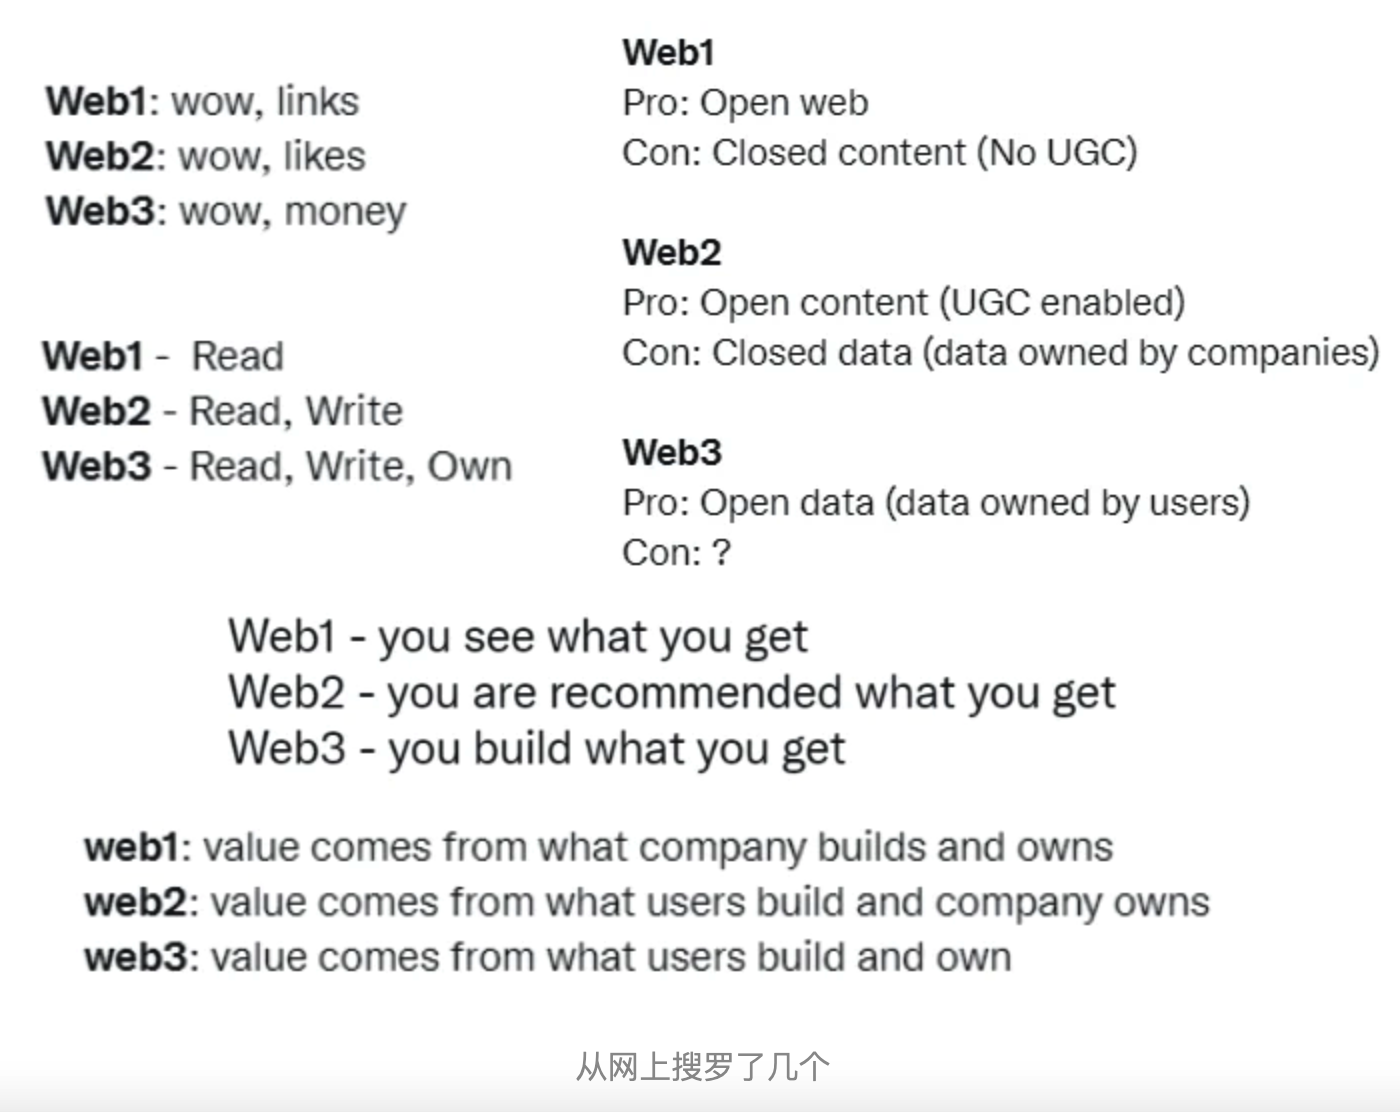 Web1: wow, links
Web2: wow, likes
Web3: wow, money
Web1 -  Read
Web2 - Read, Write
Web3 - Read, Write, Own
Web1
Pro: Open web
Con: Closed content (No UGC)
Web2
Pro: Open content (UGC enabled)
Con: Closed data (data owned by companies)
Web3
Pro: Open data (data owned by users)
Con: ?
Web1 - you see what you get
Web2 - you are recommended what you get
Web3 - you build what you get
web1: value comes from what company builds and owns
web2: value comes from what users build and company owns
web3: value comes from what users build and own
从网上搜罗了几个